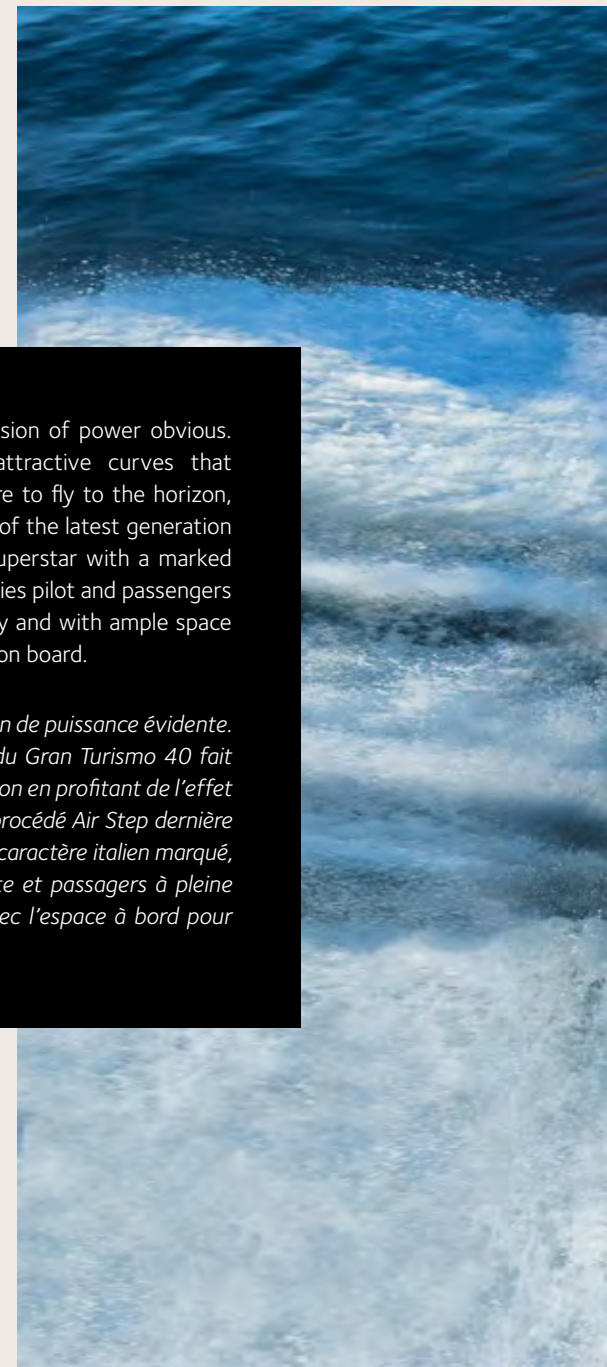 sion of power obvious.
attractive curves that
re to fly to the horizon,
of the latest generation
uperstar with a marked
ies pilot and passengers
y and with ample space
on board.
n de puissance évidente.
du Gran Turismo 40 fait
on en profitant de l’effet
procédé Air Step dernière
caractère italien marqué,
te et passagers à pleine
ec l’espace à bord pour